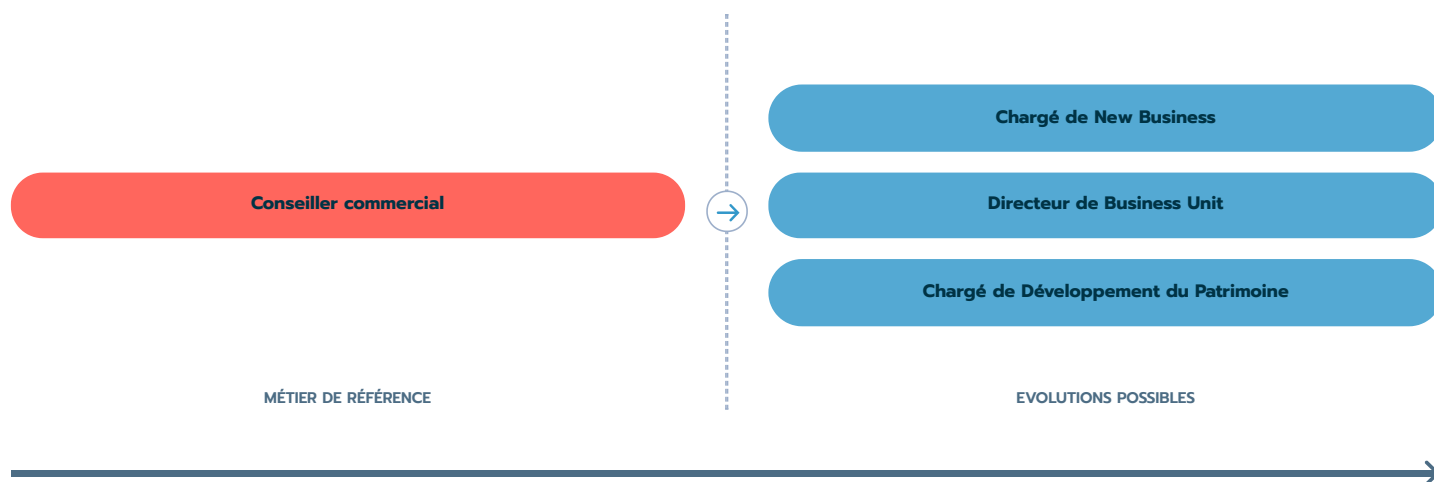 Conseiller commercial
Chargé de New Business
Directeur de Business Unit
Chargé de Développement du Patrimoine
MÉTIER DE RÉFÉRENCE
EVOLUTIONS POSSIBLES